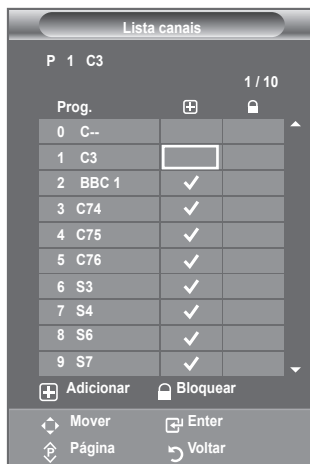 Lista canais
P 1 C3
1 / 10
Prog.
0 C--
1 C3
2 BBC 1
3 C74
4 C75
5 C76
6 S3
7 S4
8 S6
9 S7
Adicionar Bloquear
Mover Enter
Página Voltar